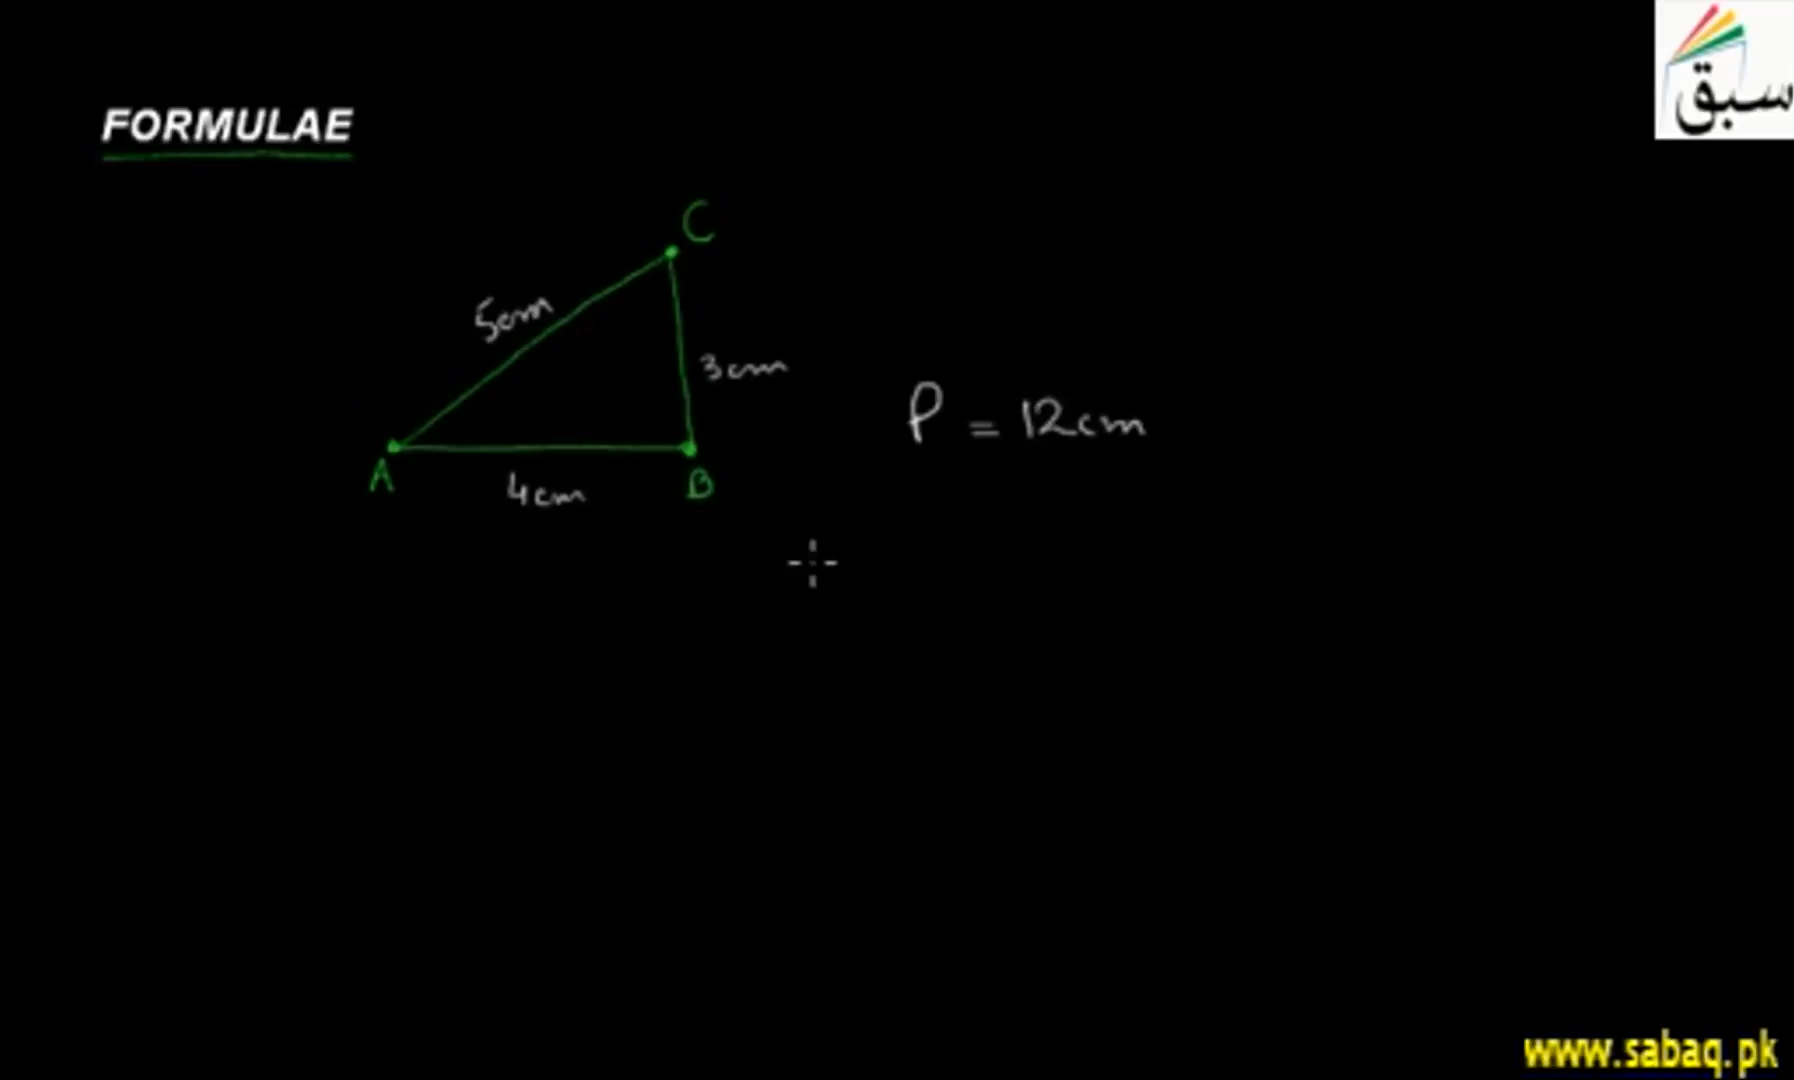 سبق
FORMULAE
C
5cm
3cm
P = 12cm
A
B
4cm
www.sabaq.pk